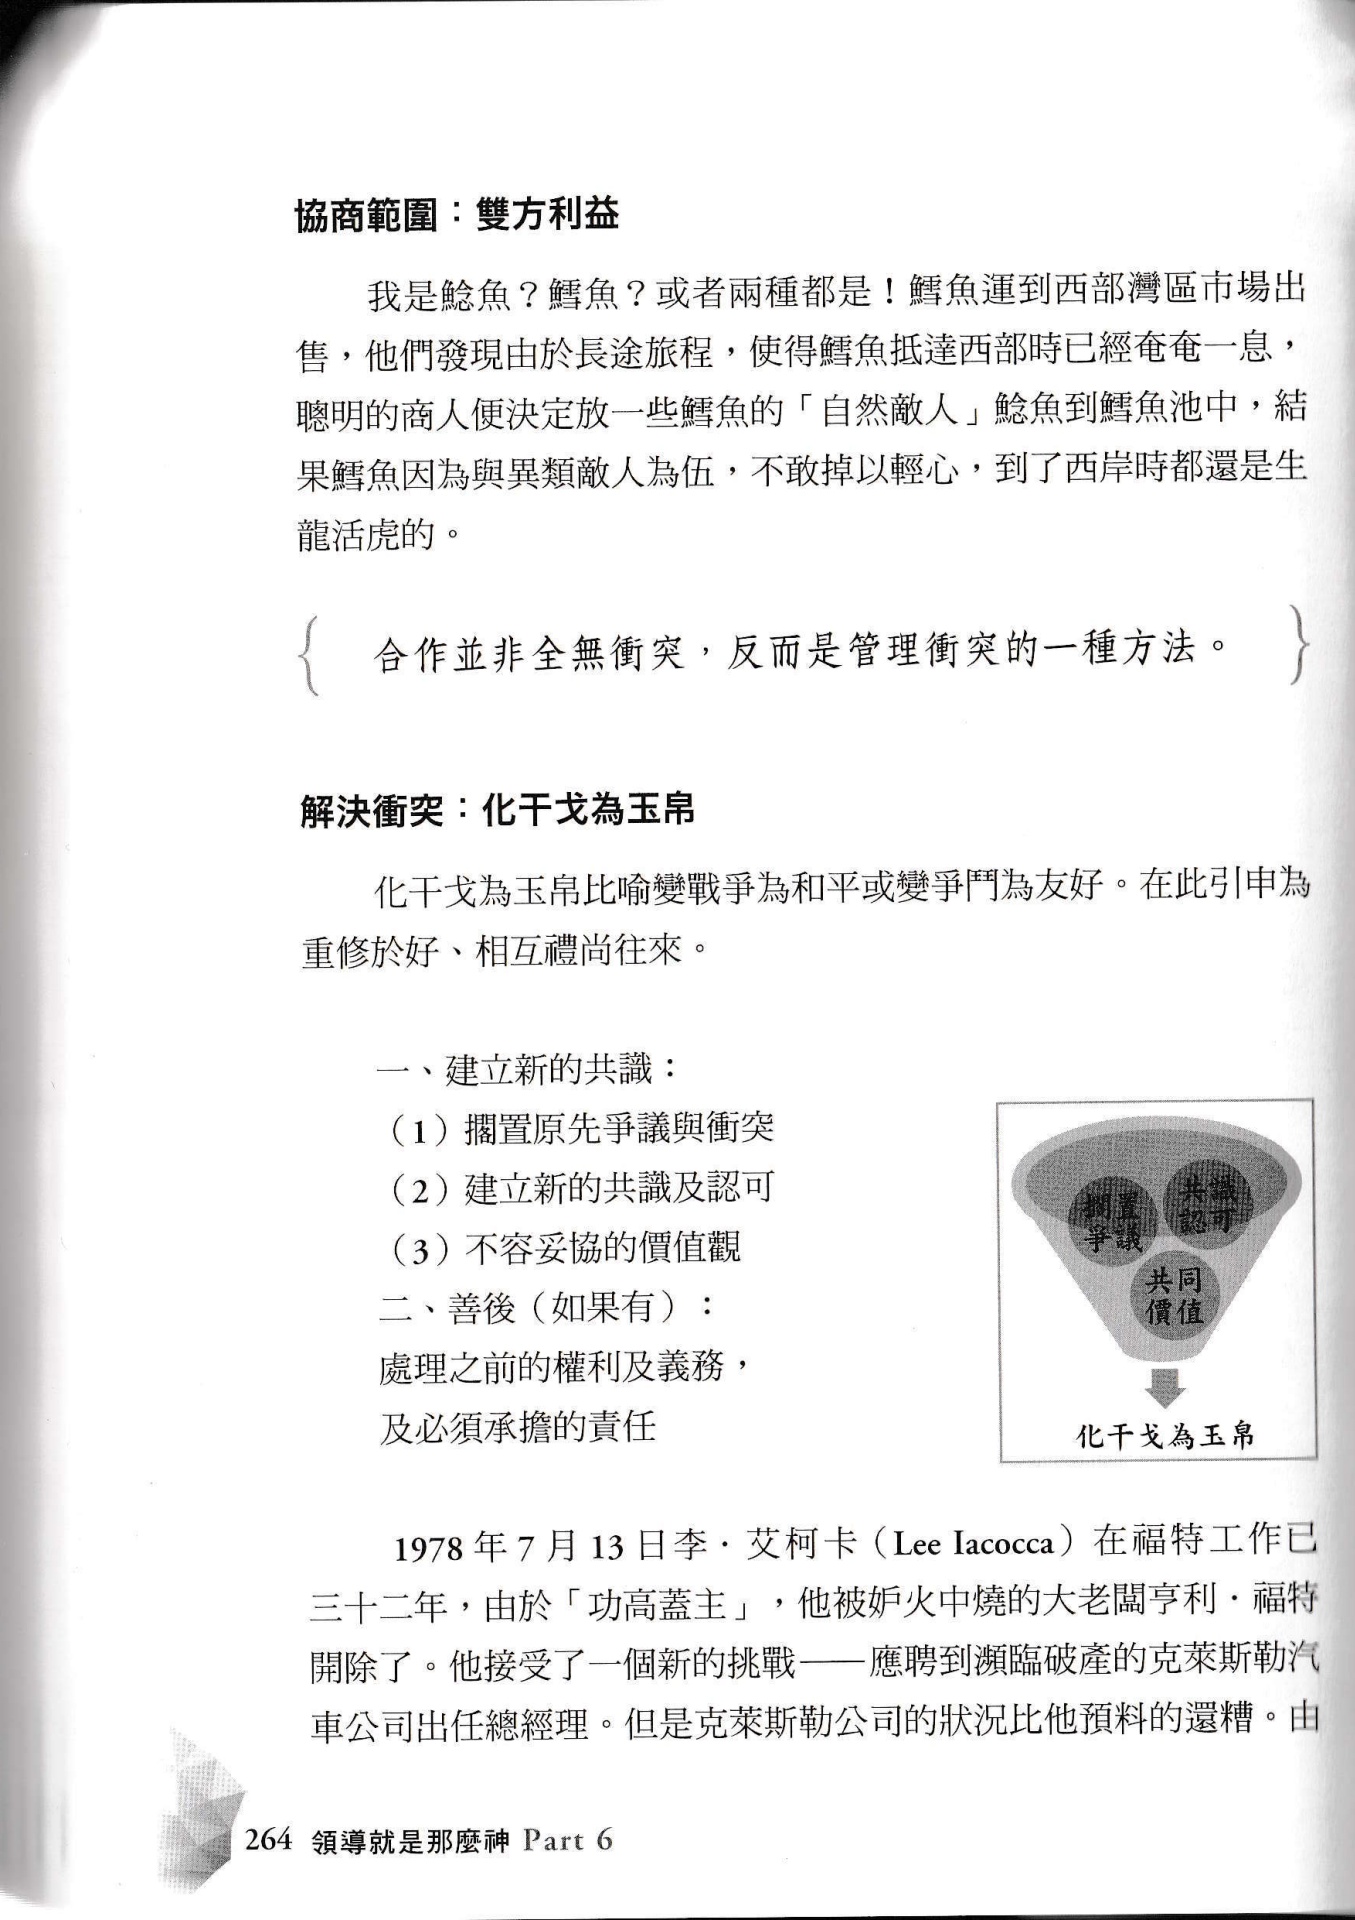 協商範圍：雙方利益
我是鯰魚？鱈魚？或者兩種都是！鱈魚運到西部灣區市場出
售，他們發現由於長途旅程，使得鱈魚抵達西部時已經奄奄一息，
聰明的商人便決定放一些鱈魚的「自然敵人」鯰魚到鱈魚池中，結
果鱈魚因為與異類敵人為伍，不敢掉以輕心，到了西岸時都還是生
龍活虎的。
合作並非全無衝突，反而是管理衝突的一種方法。
解決衝突：化干戈為玉帛
化干戈為玉帛比喻變戰爭為和平或變爭鬥為友好。在此引申為
重修於好、相互禮尚往來。
一、建立新的共識：
（1）擱置原先爭議與衝突
（2）建立新的共識及認可
（3）不容妥協的價值觀
二、善後（如果有）：
處理之前的權利及義務，
及必須承擔的責任
擱置
爭議
共識
認可
共同
價值
化干戈為玉帛
1978 年 7 月 13 日李．艾柯卡（Lee Iacocca）在福特工作已
三十二年，由於「功高蓋主」，他被妒火中燒的大老闆亨利．福特
開除了。他接受了一個新的挑戰——應聘到瀕臨破產的克萊斯勒汽
車公司出任總經理。但是克萊斯勒公司的狀況比他預料的還糟。由
264 領導就是那麼神 Part 6